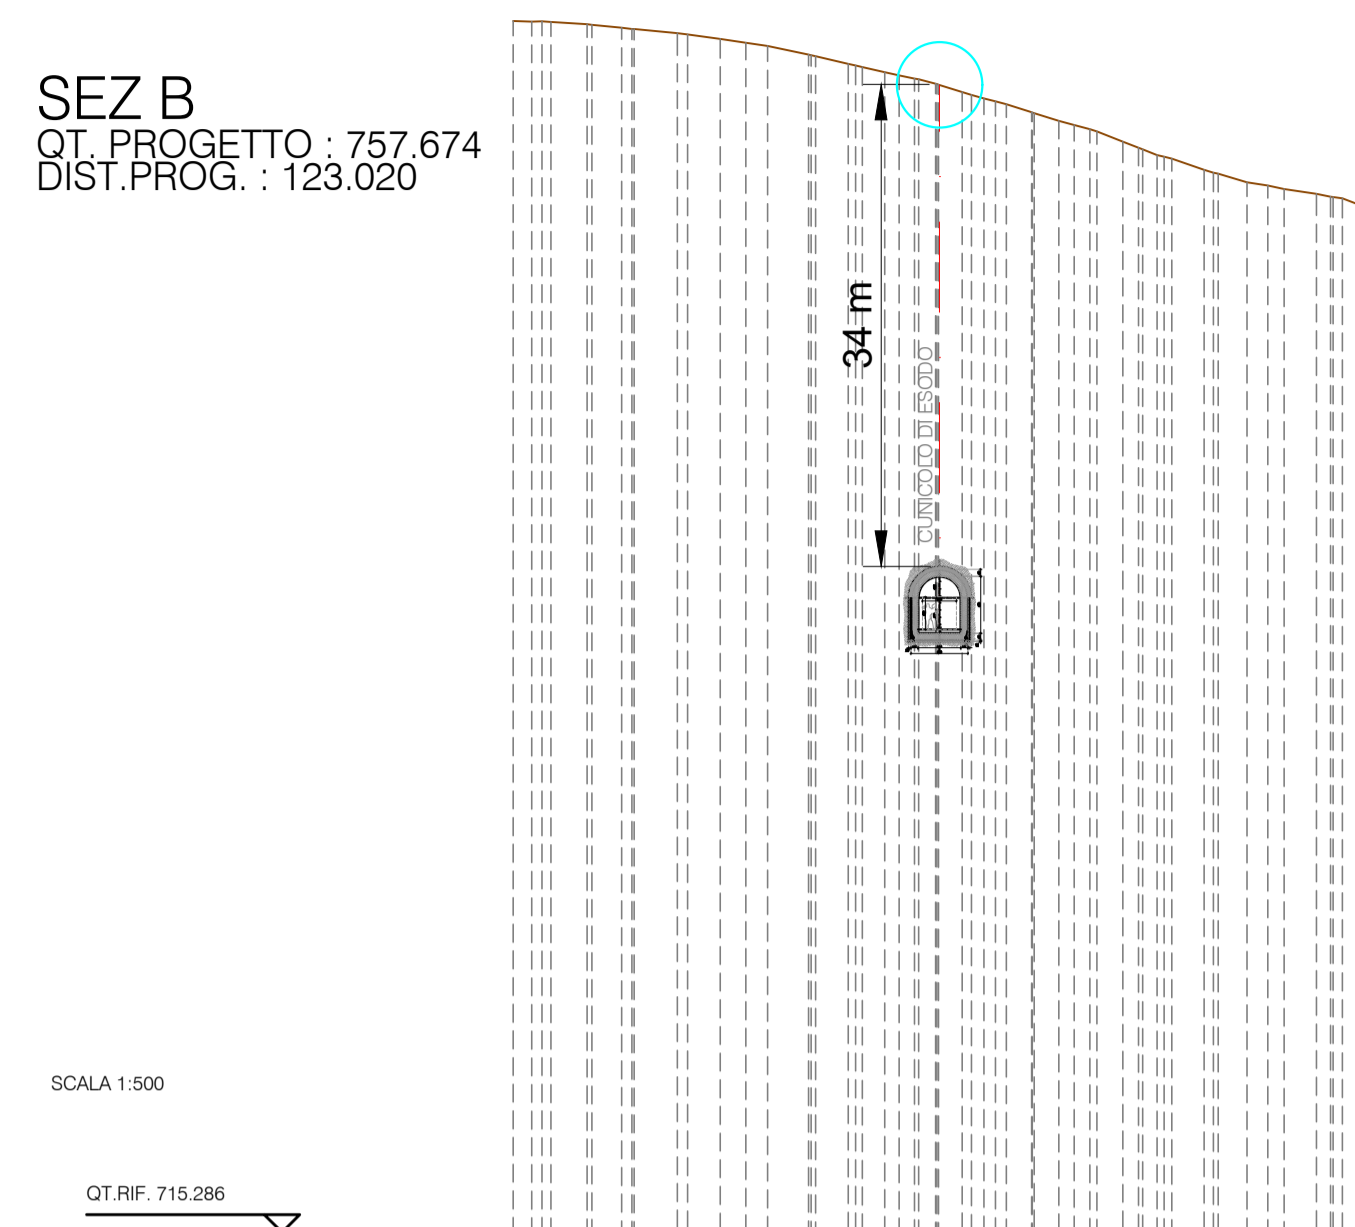 SEZ B
QT. PROGETTO : 757.674
DIST.PROG. : 123.020
34 m
CUNICOLO DI ESODO
SCALA 1:500
QT.RIF. 715.286